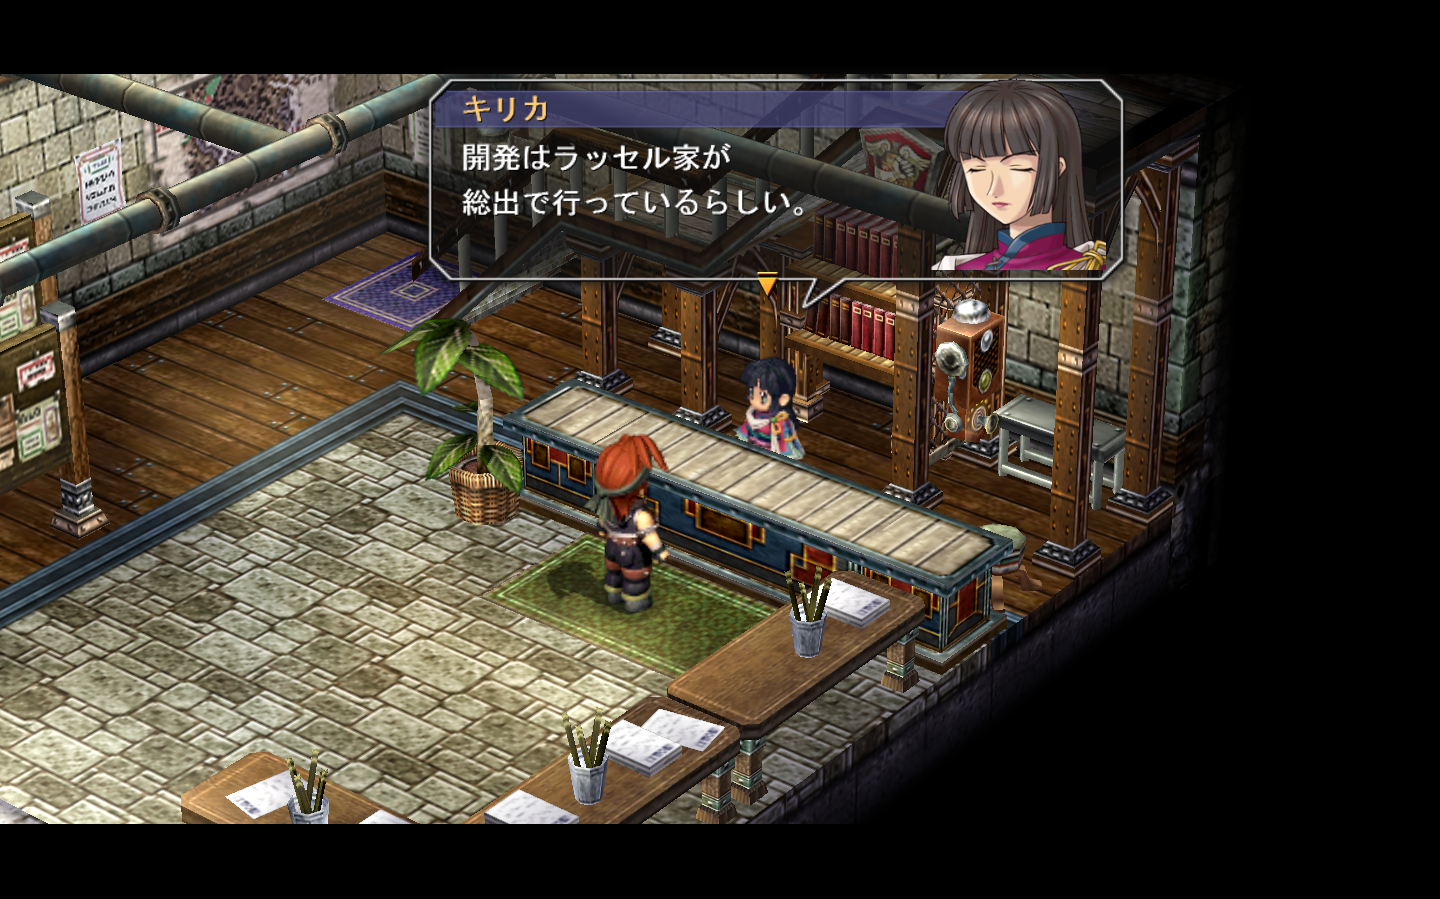 キリカ
開発はラッセル家が
総出で行っているらしい。